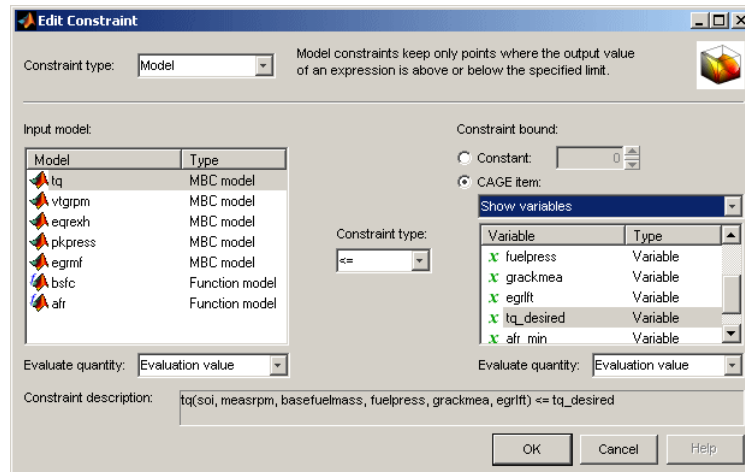 Edit Constraint
Constraint type: Model
Model constraints keep only points where the output value
of an expression is above or below the specified limit.
Input model:
Model Type
tq MBC model
vtgrpm MBC model
eqrexh MBC model
pkpress MBC model
egrmf MBC model
bsfc Function model
afr Function model
Evaluate quantity: Evaluation value
Constraint type:
<=
Constraint bound:
Constant: 0
CAGE item:
Show variables
Variable Type
x fuelpress Variable
x grackmea Variable
x egrlft Variable
x tq_desired Variable
x afr_min Variable
Evaluate quantity: Evaluation value
Constraint description: tq(soi, measrpm, basefuelmass, fuelpress, grackmea, egrlft) <= tq_desired
OK Cancel Help